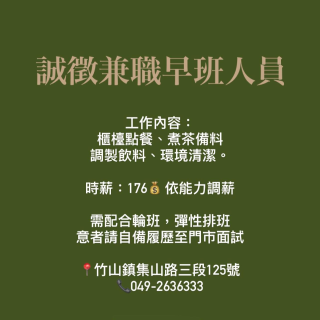 誠徵兼職早班人員
工作內容：
櫃檯點餐、煮茶備料
調製飲料、環境清潔。
時薪：176💰 依能力調薪
需配合輪班，彈性排班
意者請自備履歷至門市面試
📍竹山鎮集山路三段125號
📞049-2636333